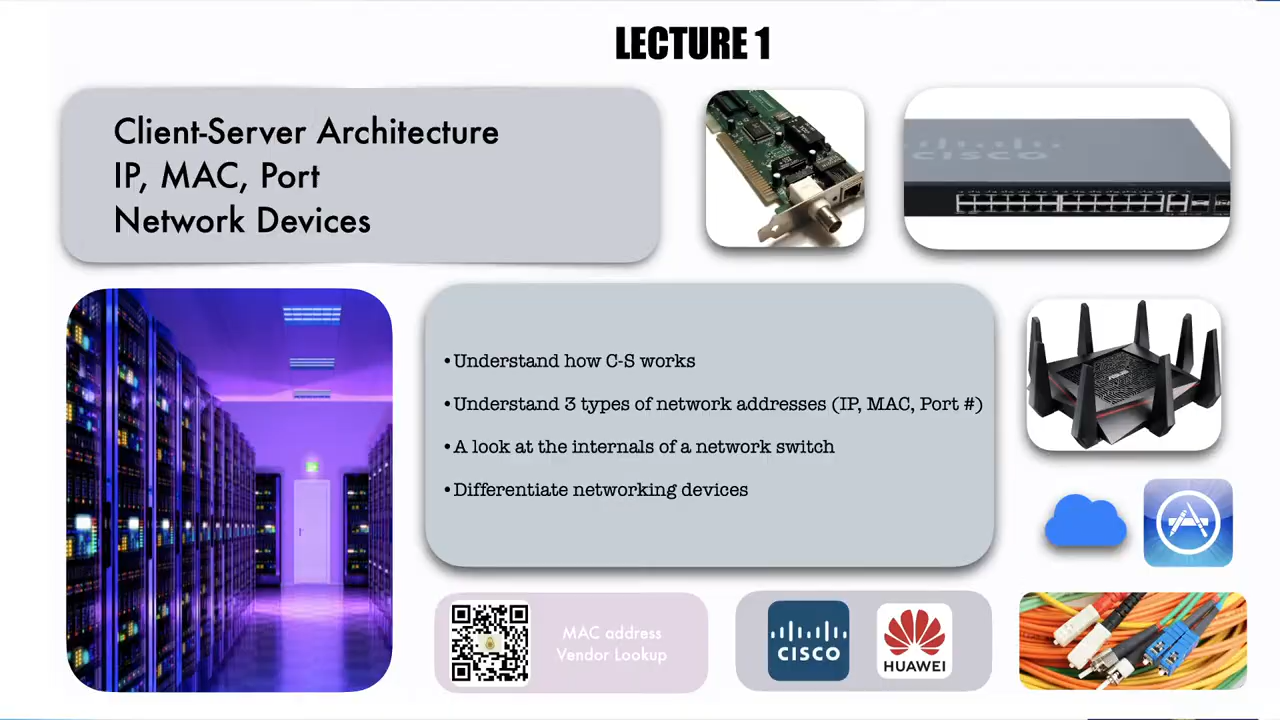 LECTURE 1
Client-Server Architecture
IP, MAC, Port
Network Devices
CISCO
•Understand how C-S works
•Understand 3 types of network addresses (IP, MAC, Port #)
•A look at the internals of a network switch
•Differentiate networking devices
ASUS
MAC address
Vendor Lookup
CISCO
HUAWEI